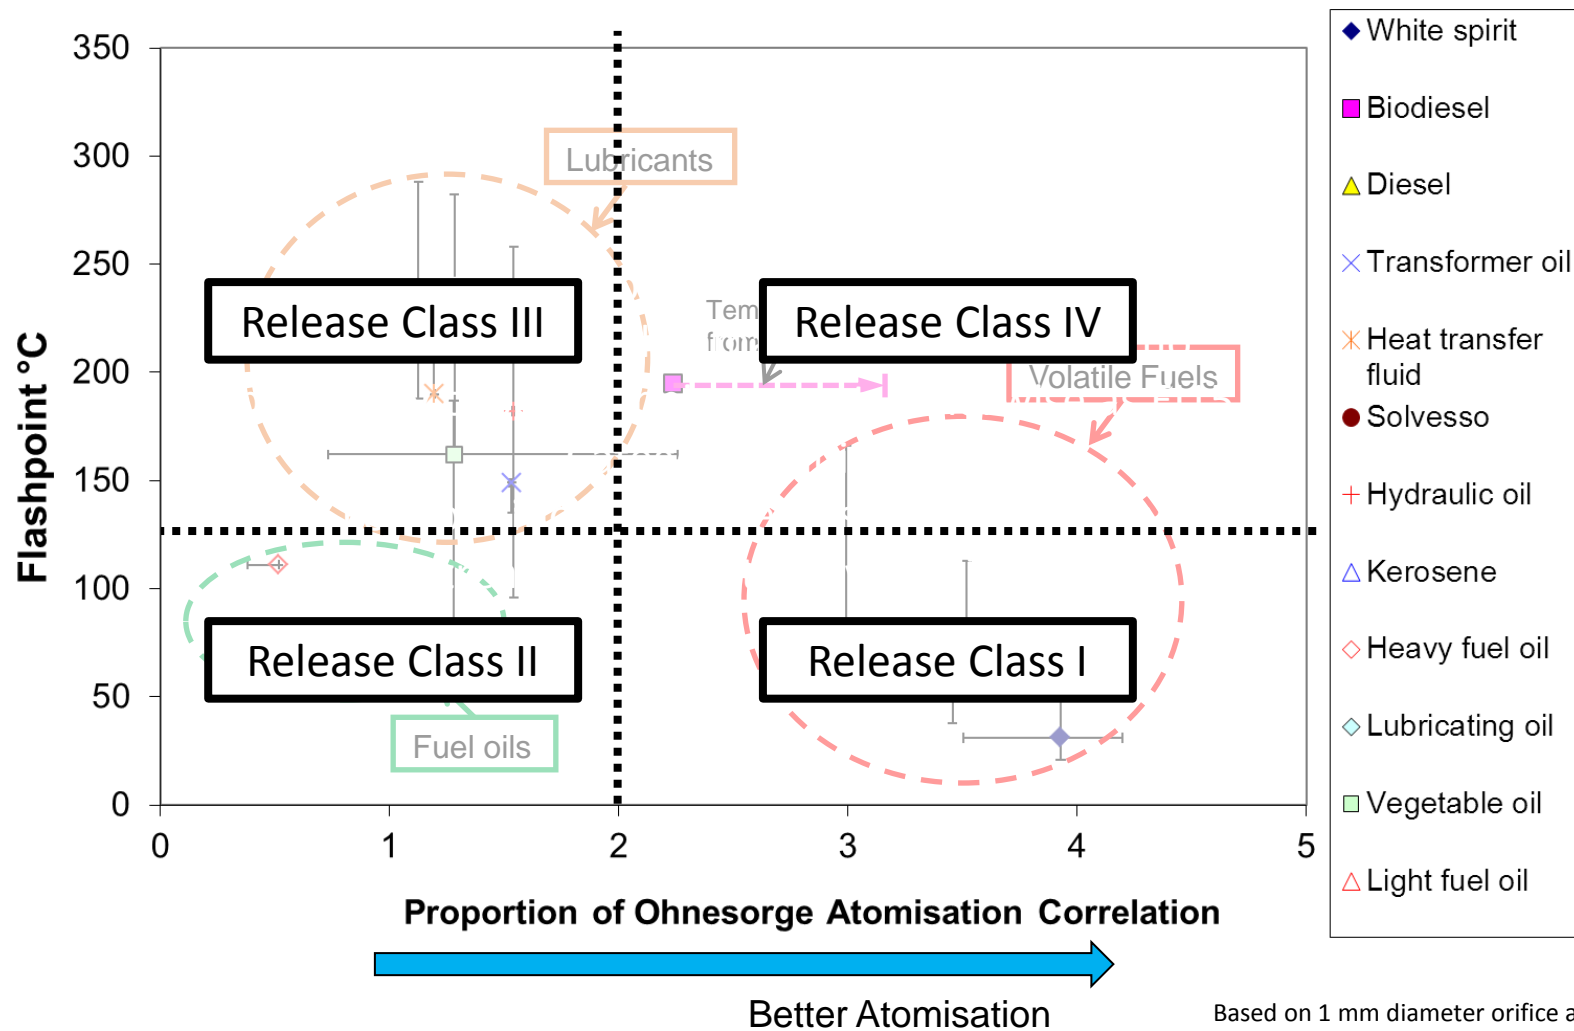 350
300
250
200
150
100
50
0
Flashpoint °C
0 1 2 3 4 5
Proportion of Ohnesorge Atomisation Correlation
Better Atomisation
Lubricants
Release Class III
Release Class IV
Volatile Fuels
Release Class II
Release Class I
Fuel oils
White spirit
Biodiesel
Diesel
Transformer oil
Heat transfer
fluid
Solvesso
Hydraulic oil
Kerosene
Heavy fuel oil
Lubricating oil
Vegetable oil
Light fuel oil
Based on 1 mm diameter orifice